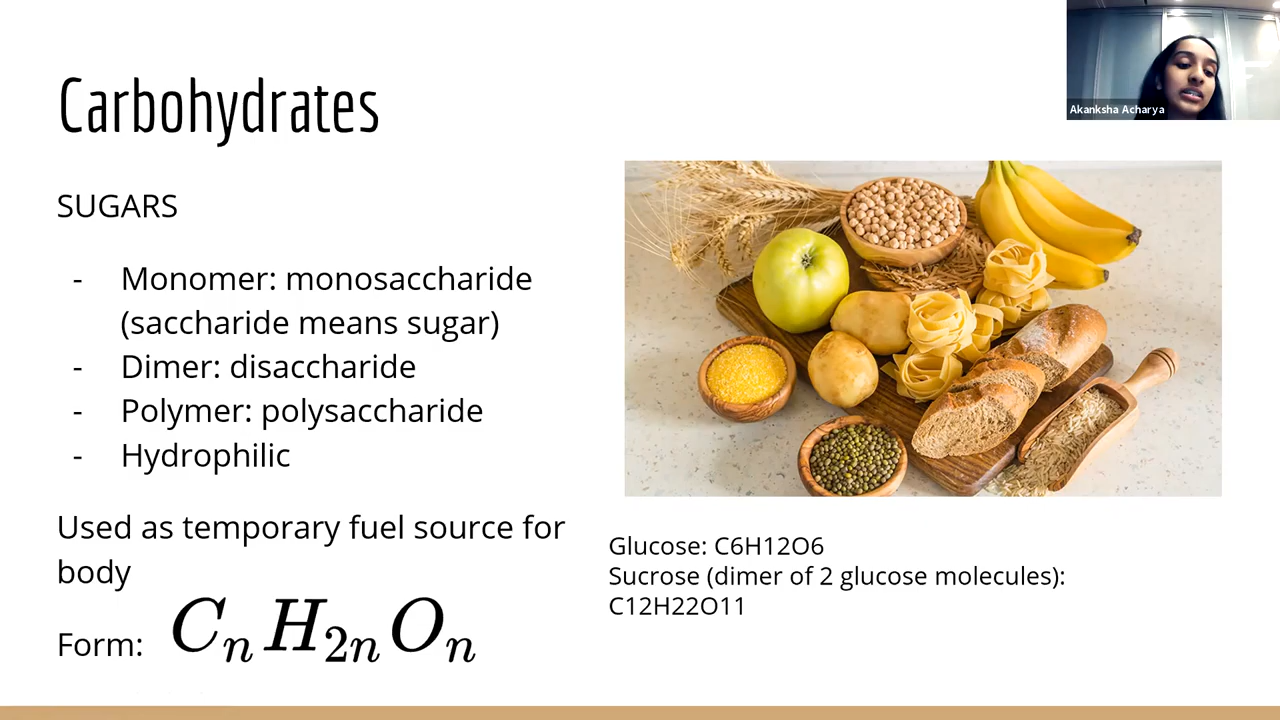 Carbohydrates
Akanksha Acharya
SUGARS
- Monomer: monosaccharide
(saccharide means sugar)
- Dimer: disaccharide
- Polymer: polysaccharide
- Hydrophilic
Used as temporary fuel source for
body
Form: CnH2nOn
Glucose: C6H12O6
Sucrose (dimer of 2 glucose molecules):
C12H22O11